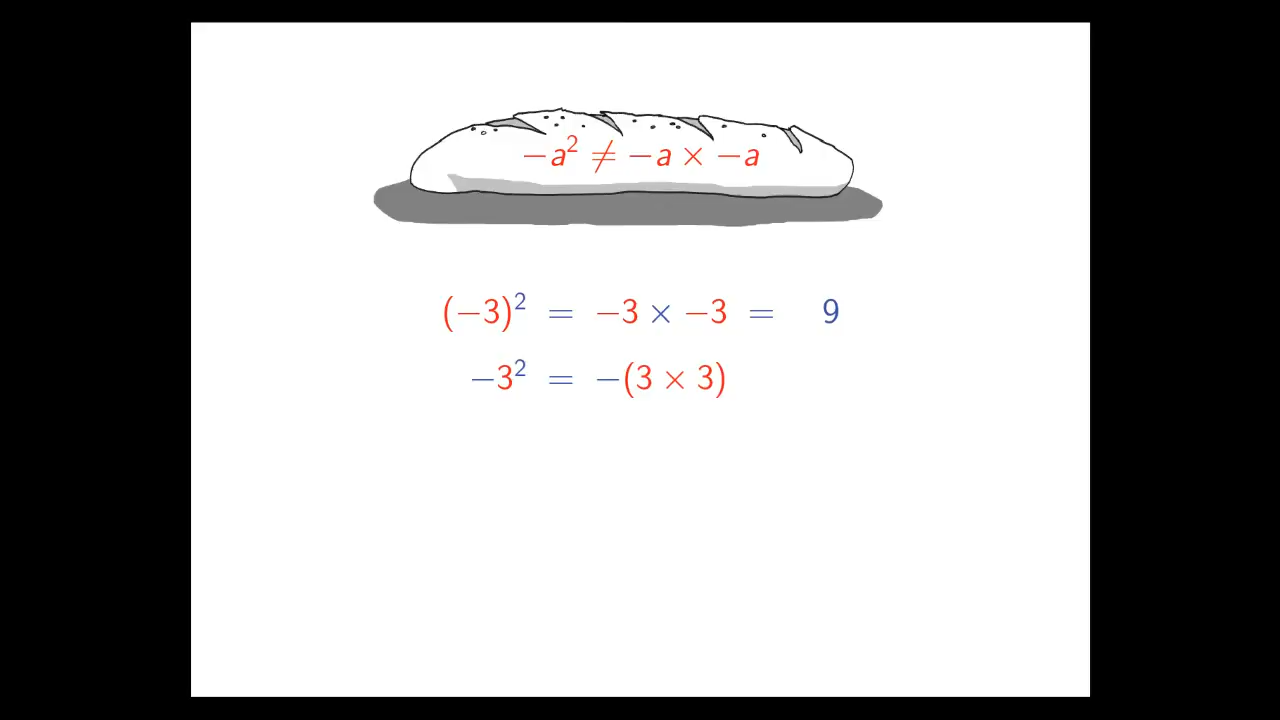 −a² ≠ −a × −a
(−3)² = −3 × −3 = 9
−3² = −(3 × 3)